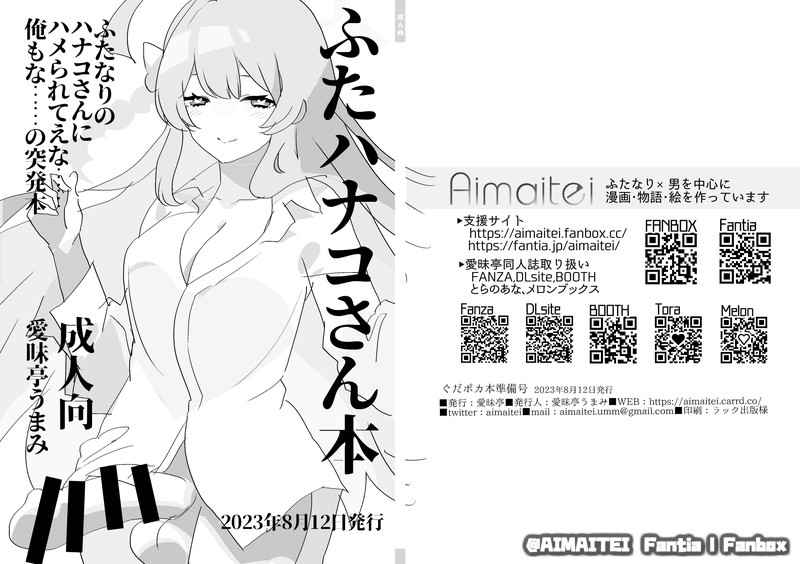 ふたハナコさん本
ふたなりの
ハナコさんに
ハメられてえな……
俺もな……の突発本
成人向
愛昧亭うまみ
2023年8月12日発行
成人向
Aimaitei
ふたなり×男を中心に
漫画・物語・絵を作っています
▶支援サイト
https://aimaitei.fanbox.cc/
https://fantia.jp/aimaitei/
▶愛昧亭同人誌取り扱い
FANZA,DLsite,BOOTH
とらのあな、メロンブックス
FANBOX
Fantia
Fanza
DLsite
BOOTH
Tora
Melon
ぐだポカ本準備号 2023年8月12日発行
■発行：愛昧亭■発行人：愛昧亭うまみ■WEB：https://aimaitei.carrd.co/
■twitter：aimaitei■mail：aimaitei.umm@gmail.com■印刷：ラック出版様
@AIMAITEI Fantia | Fanbox